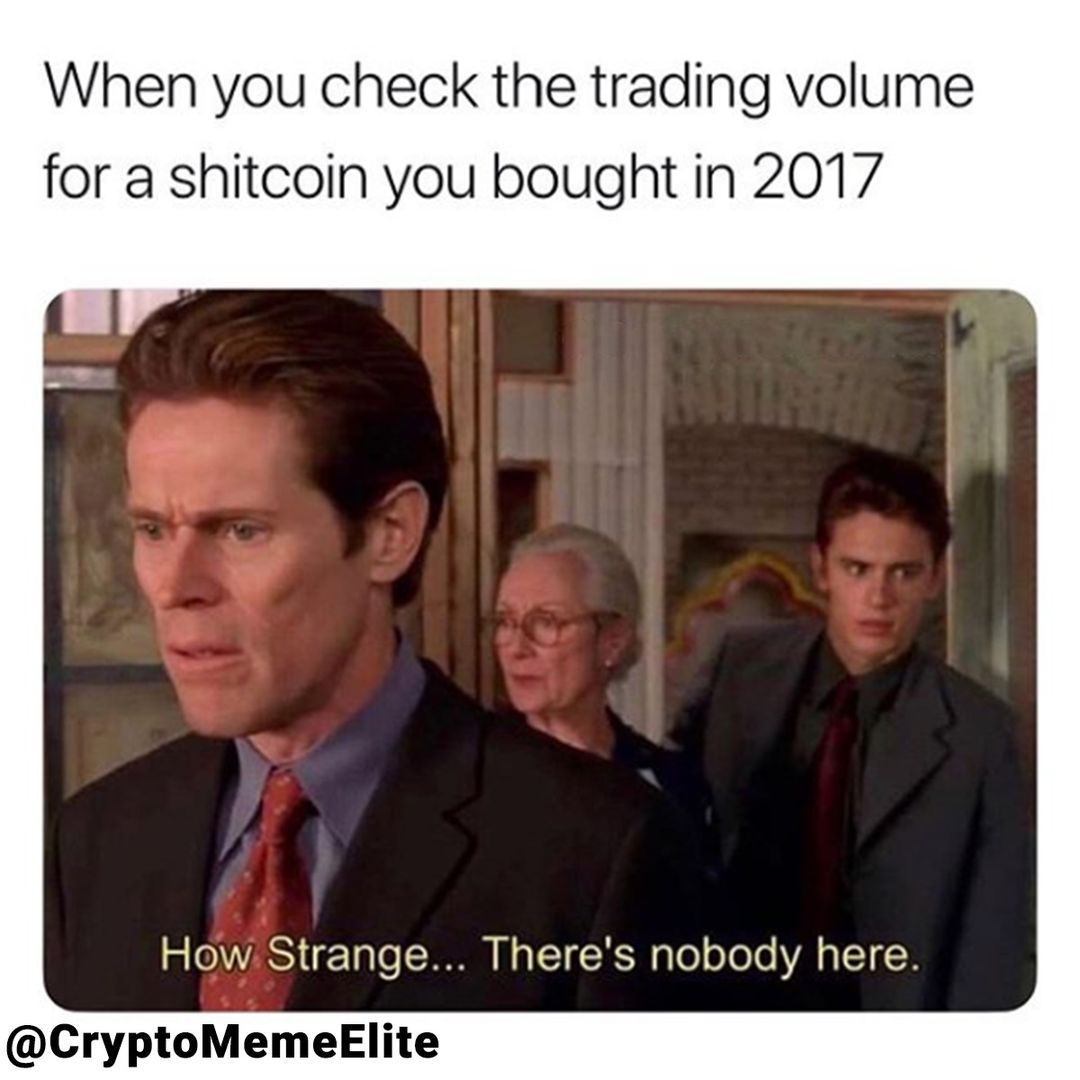 When you check the trading volume
for a shitcoin you bought in 2017
How Strange... There's nobody here.
@CryptoMemeElite